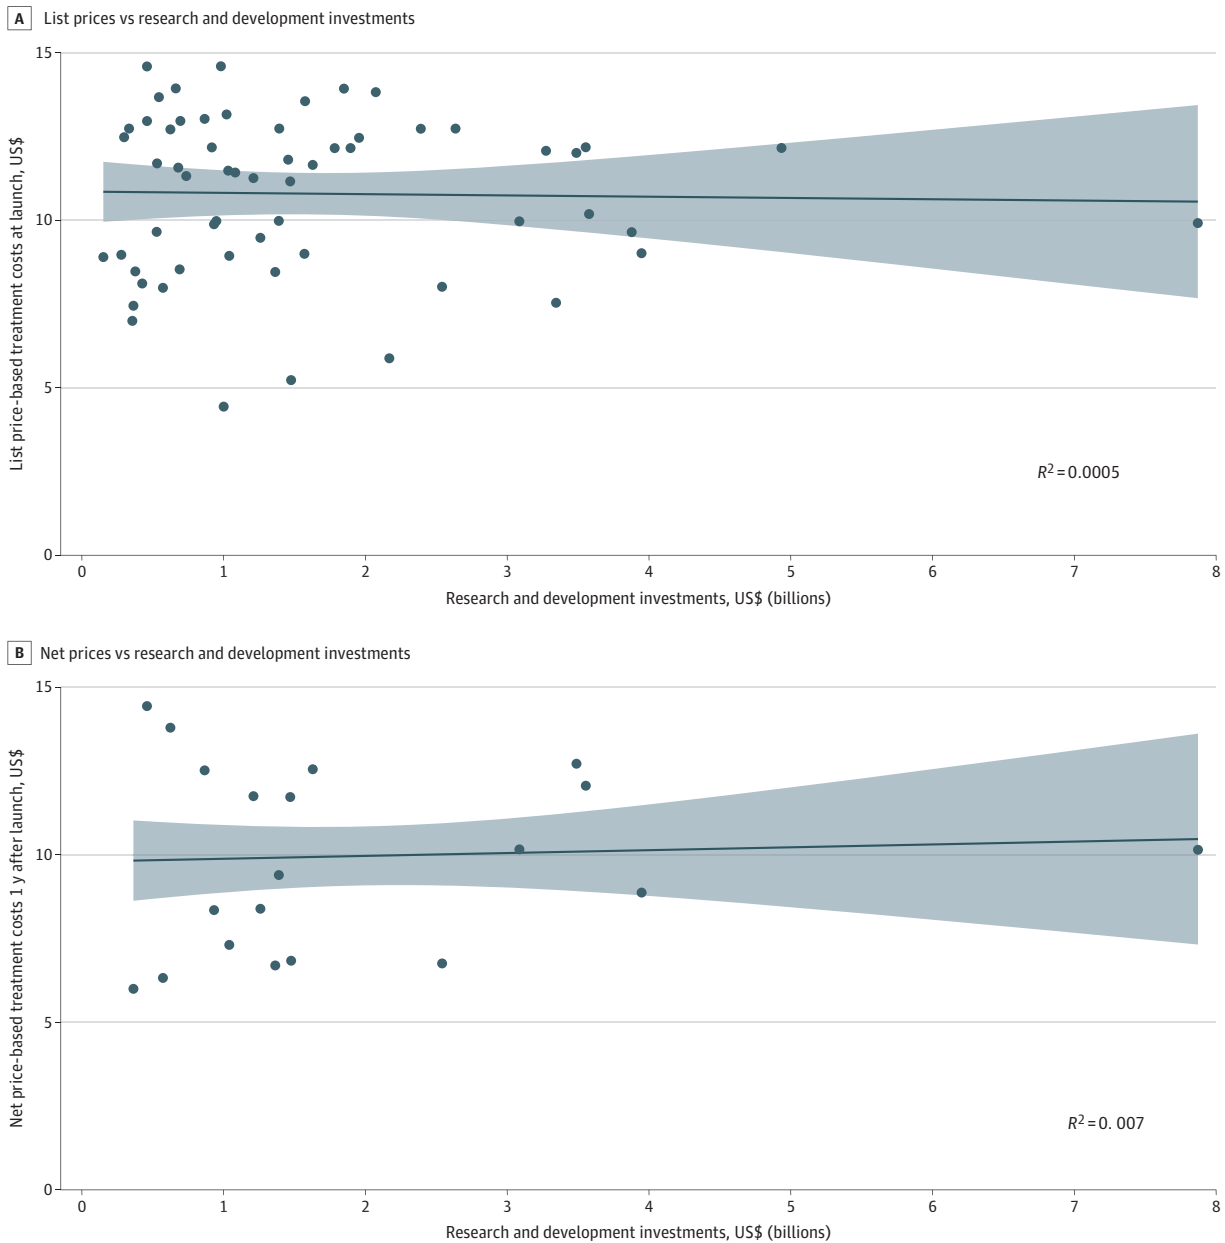 A List prices vs research and development investments
List price-based treatment costs at launch, US$
15
10
5
0
0 1 2 3 4 5 6 7 8
Research and development investments, US$ (billions)
R²=0.0005
B Net prices vs research and development investments
Net price-based treatment costs 1 y after launch, US$
15
10
5
0
0 1 2 3 4 5 6 7 8
Research and development investments, US$ (billions)
R²=0. 007